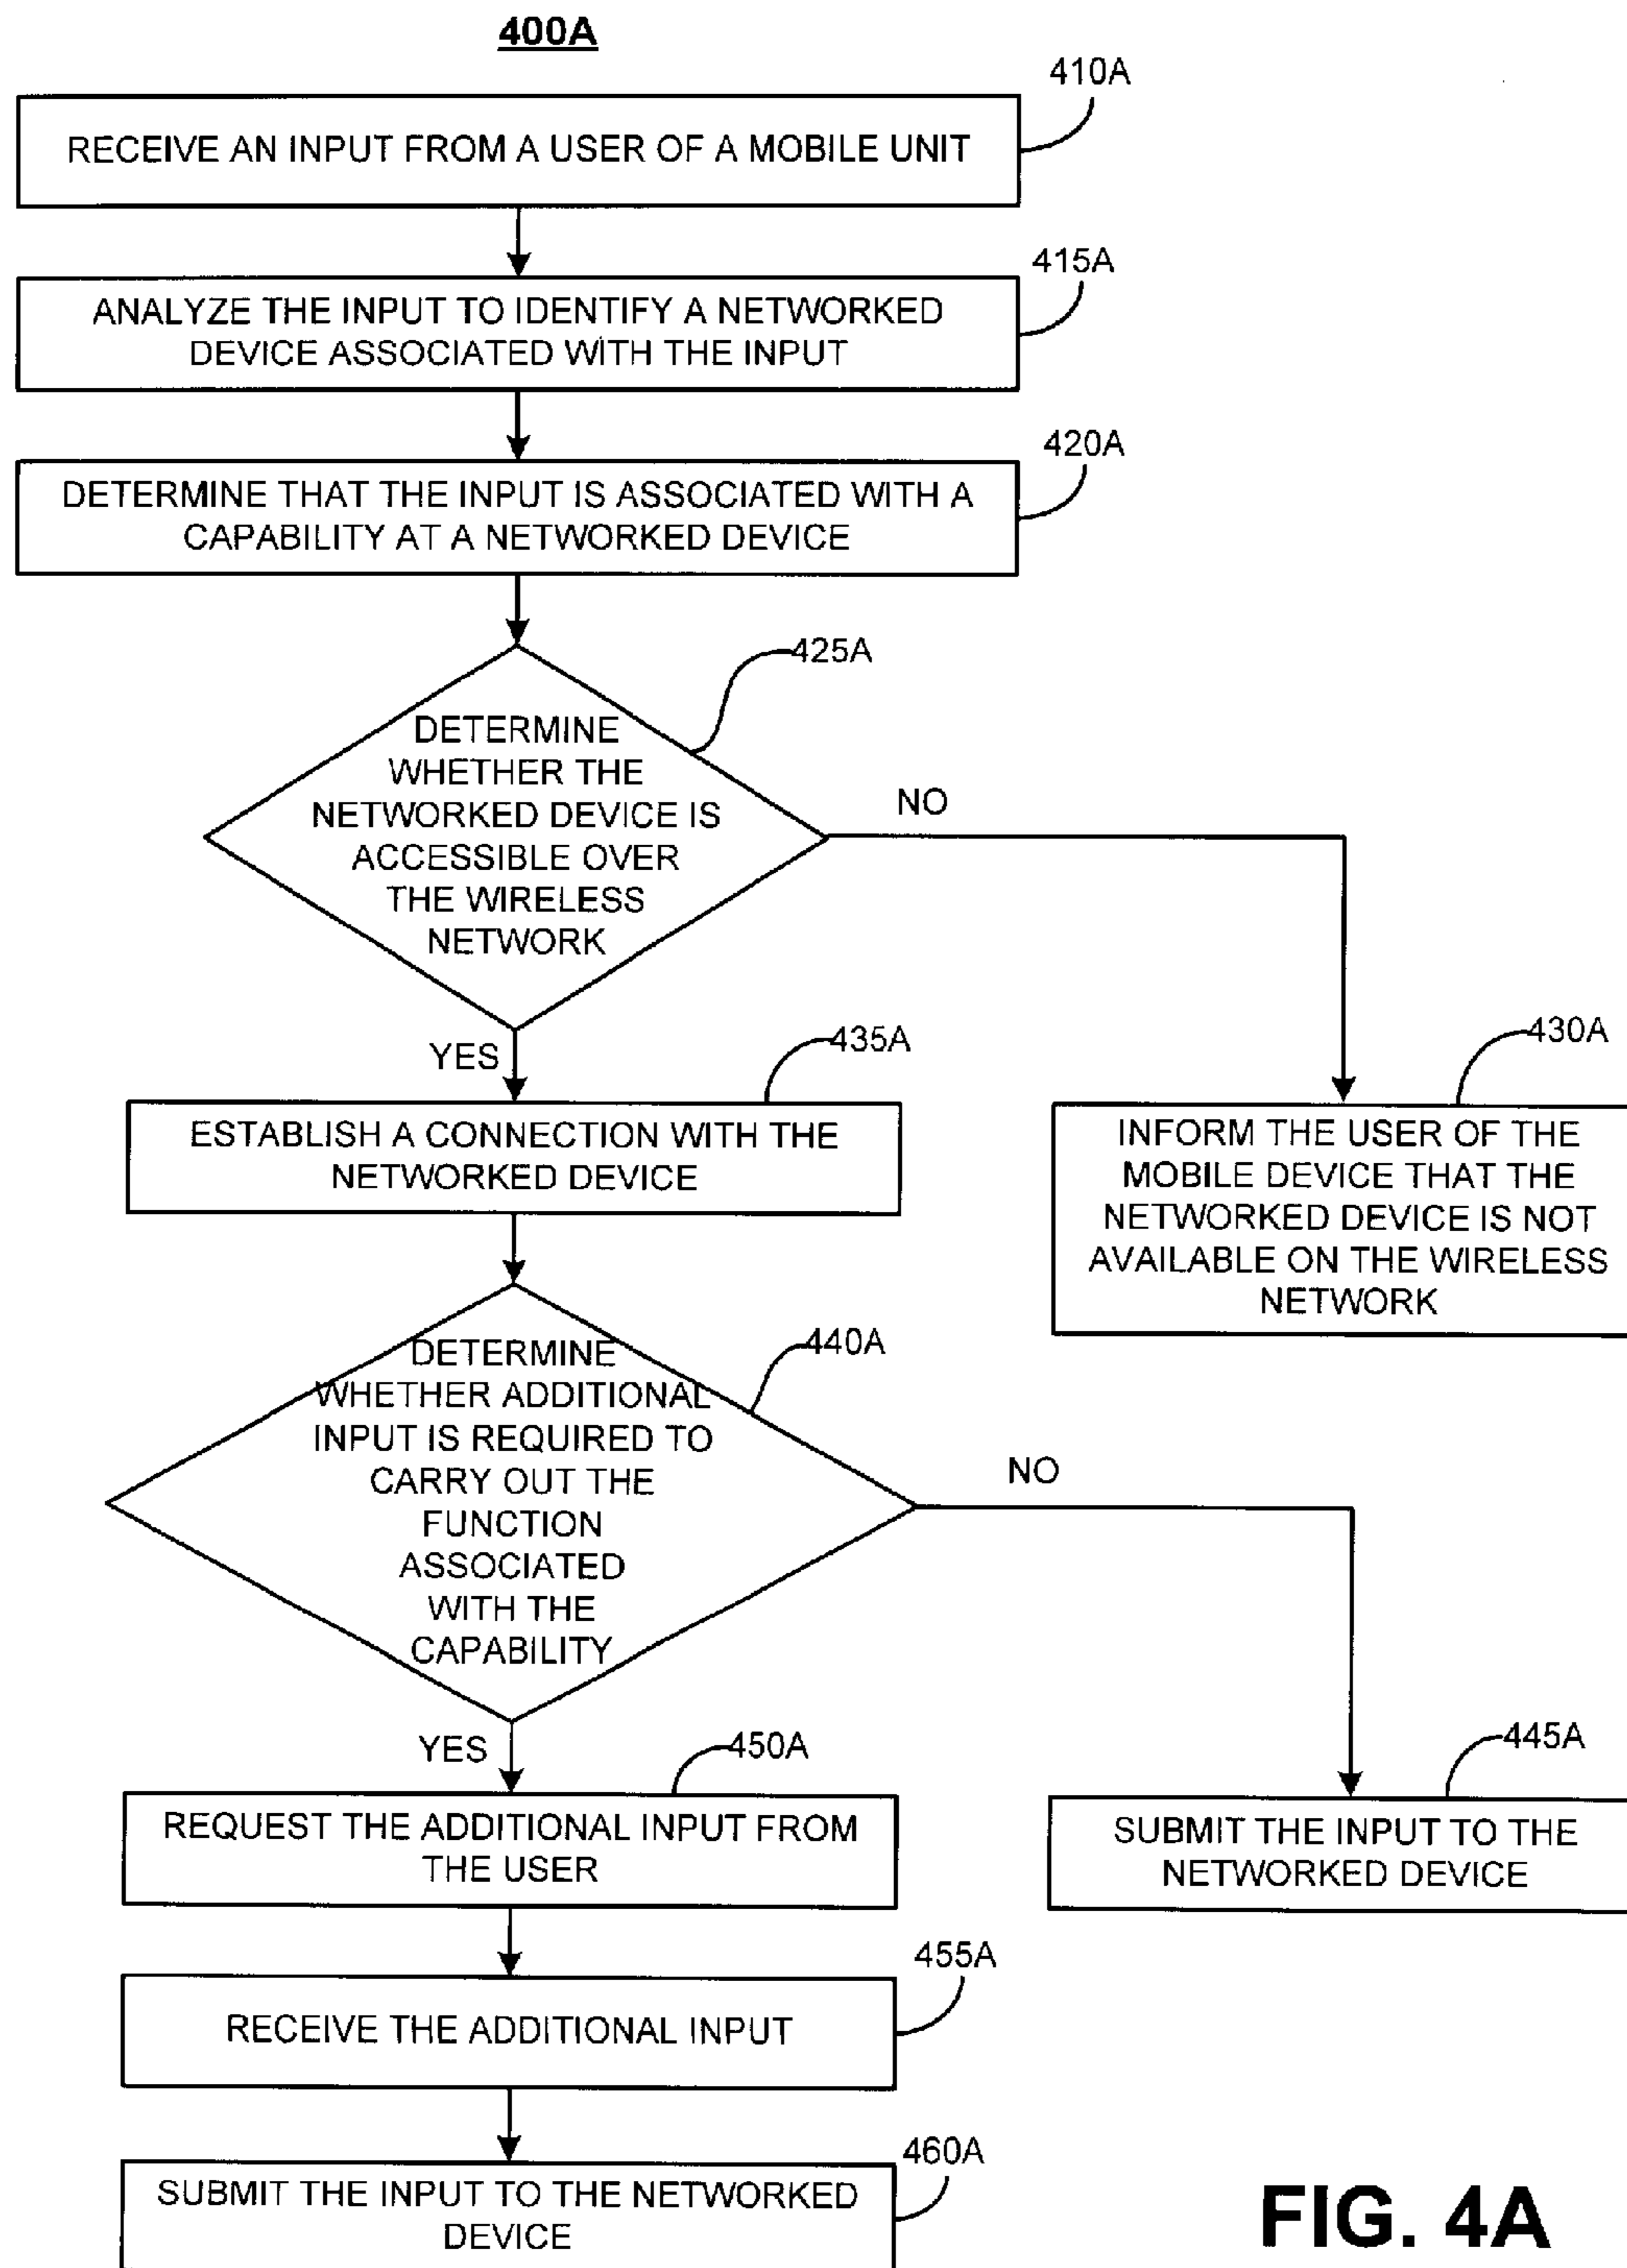 400A
410A
RECEIVE AN INPUT FROM A USER OF A MOBILE UNIT
415A
ANALYZE THE INPUT TO IDENTIFY A NETWORKED
DEVICE ASSOCIATED WITH THE INPUT
420A
DETERMINE THAT THE INPUT IS ASSOCIATED WITH A
CAPABILITY AT A NETWORKED DEVICE
425A
DETERMINE
WHETHER THE
NETWORKED DEVICE IS
ACCESSIBLE OVER
THE WIRELESS
NETWORK
NO
YES
435A
ESTABLISH A CONNECTION WITH THE
NETWORKED DEVICE
430A
INFORM THE USER OF THE
MOBILE DEVICE THAT THE
NETWORKED DEVICE IS NOT
AVAILABLE ON THE WIRELESS
NETWORK
440A
DETERMINE
WHETHER ADDITIONAL
INPUT IS REQUIRED TO
CARRY OUT THE
FUNCTION
ASSOCIATED
WITH THE
CAPABILITY
NO
YES
450A
REQUEST THE ADDITIONAL INPUT FROM
THE USER
445A
SUBMIT THE INPUT TO THE
NETWORKED DEVICE
455A
RECEIVE THE ADDITIONAL INPUT
460A
SUBMIT THE INPUT TO THE NETWORKED
DEVICE
FIG. 4A